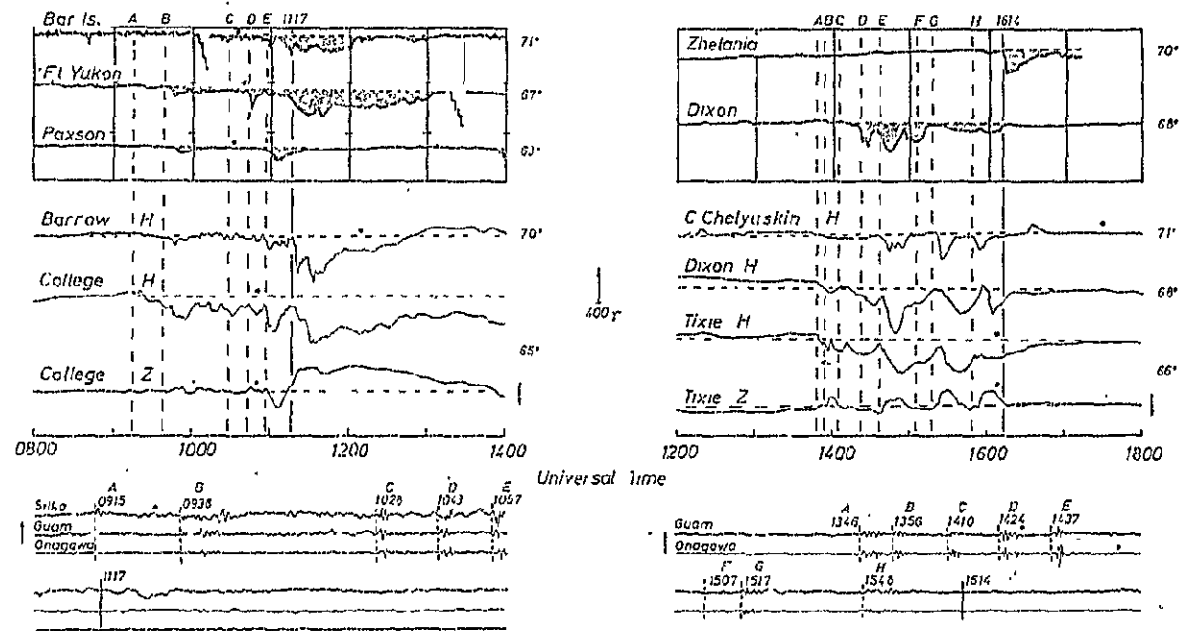 Bar Is. A B C D E 1117
71°
Ft Yukon
67°
Paxson
63°
Barrow H
70°
College H
65°
College Z
0800 1000 1200 1400
400 γ
ABC D E F G H 1614
Zhelania
70°
Dixon
68°
C Chelyuskin H
71°
Dixon H
68°
Tixie H
66°
Tixie Z
1200 1400 1600 1800
Universal Time
A B C D E
0915 0938 1028 1043 1057
Sitka
Guam
Onagawa
1117
A B C D E
1346 1356 1410 1424 1437
Guam
Onagawa
F G H
1507 1517 1548 1614